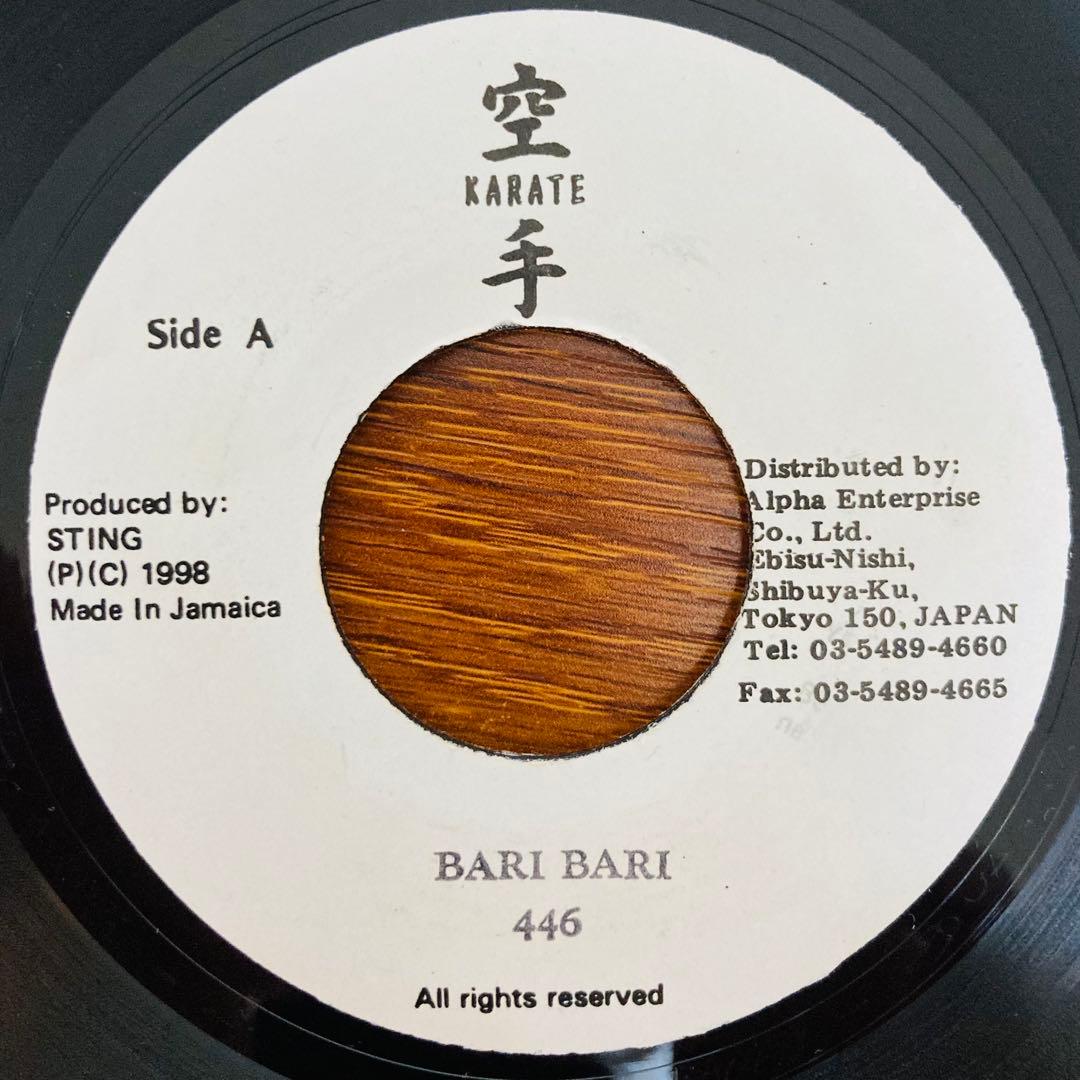 空
KARATE
手
Side A
Produced by:
STING
(P)(C) 1998
Made In Jamaica
Distributed by:
Alpha Enterprise
Co., Ltd.
Ebisu-Nishi,
Shibuya-Ku,
Tokyo 150, JAPAN
Tel: 03-5489-4660
Fax: 03-5489-4665
BARI BARI
446
All rights reserved